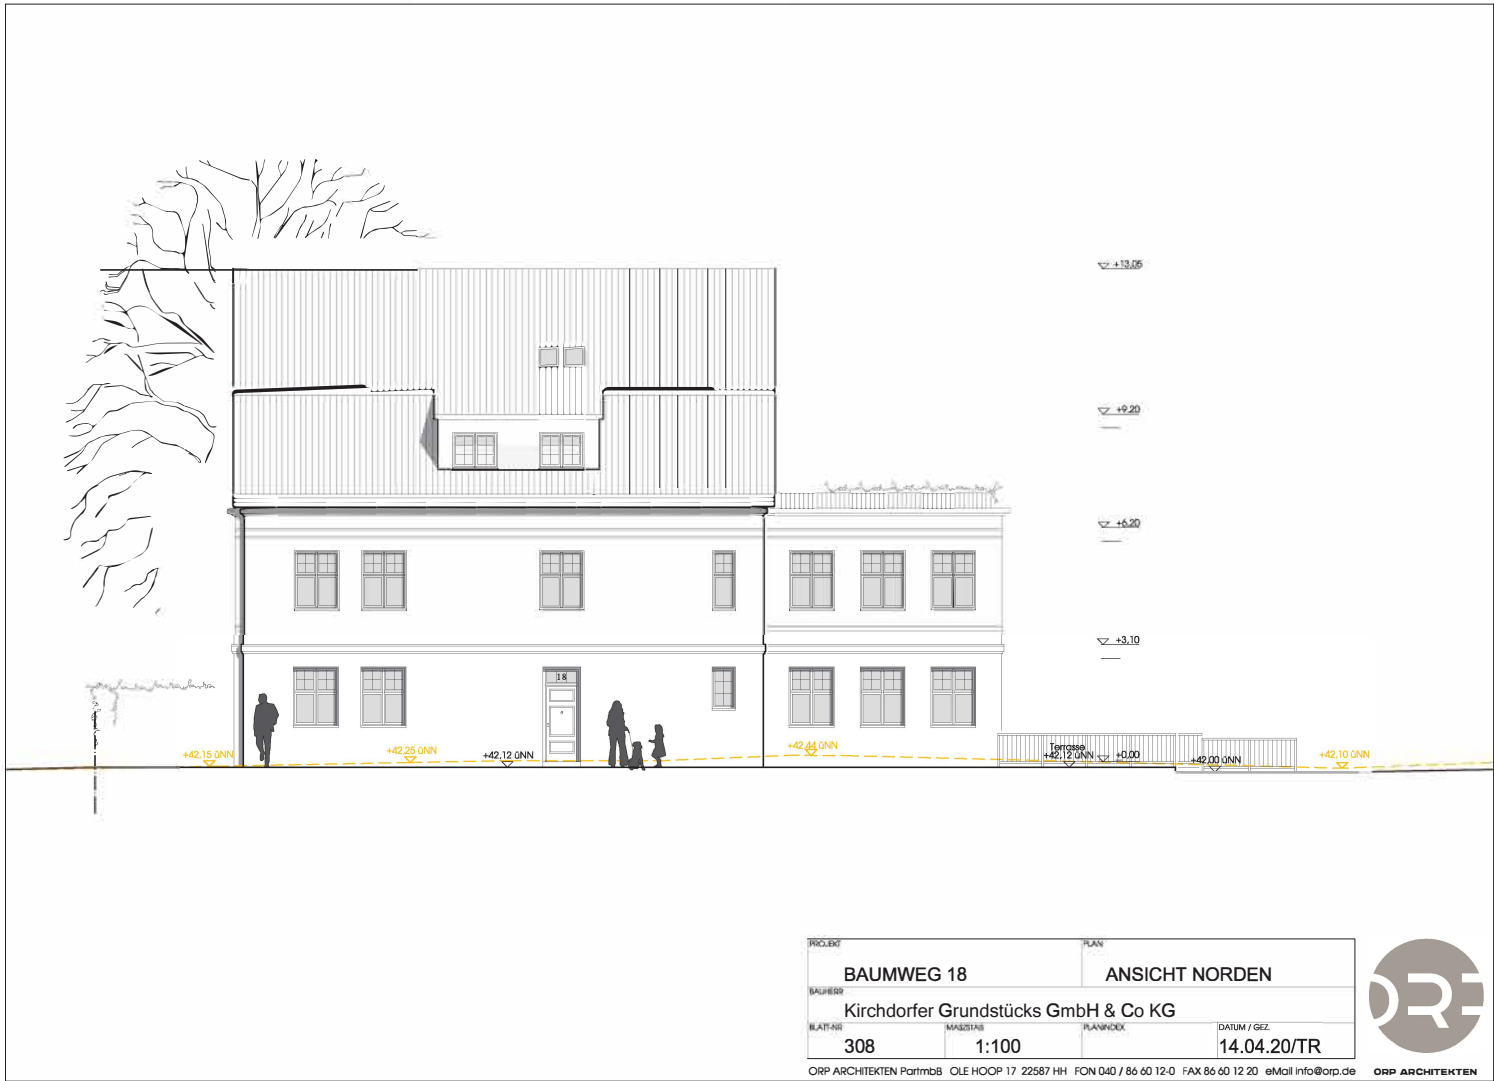 +13,05
+9,20
+6,20
+3,10
18
+42,15 üNN
+42,25 üNN
+42,12 üNN
+42,44 üNN
Terrasse
+42,12 üNN
+0,00
+42,00 üNN
+42,10 üNN
PROJEKT
BAUMWEG 18
PLAN
ANSICHT NORDEN
BAUHERR
Kirchdorfer Grundstücks GmbH & Co KG
BLATT-NR
308
MASZSTAB
1:100
PLANINDEX
DATUM / GEZ.
14.04.20/TR
ORP ARCHITEKTEN PartmbB OLE HOOP 17 22587 HH FON 040 / 86 60 12-0 FAX 86 60 12 20 eMail info@orp.de
ORP
ORP ARCHITEKTEN